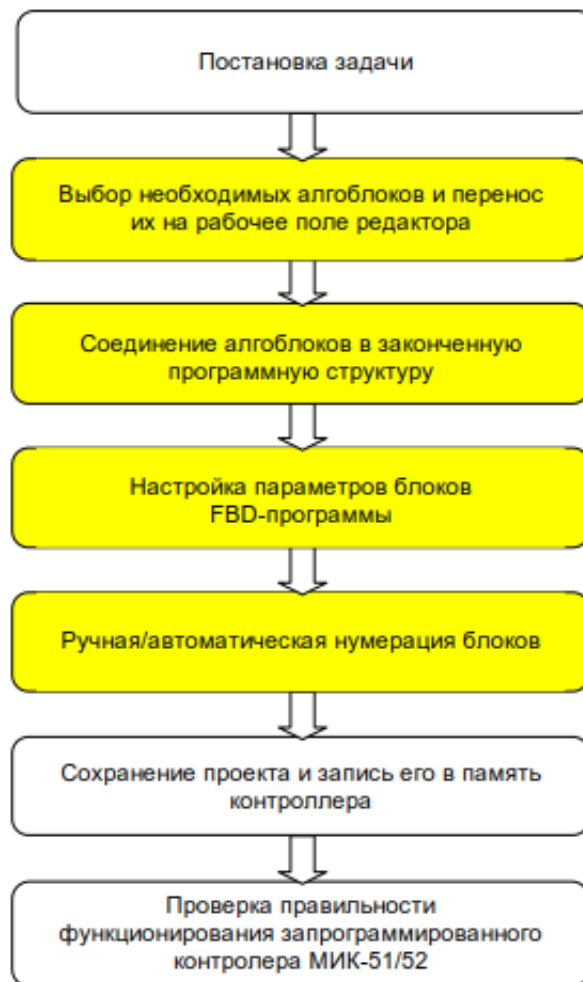 Постановка задачи
Выбор необходимых алгоблоков и перенос
их на рабочее поле редактора
Соединение алгоблоков в законченную
программную структуру
Настройка параметров блоков
FBD-программы
Ручная/автоматическая нумерация блоков
Сохранение проекта и запись его в память
контроллера
Проверка правильности
функционирования запрограммированного
контролера МИК-51/52